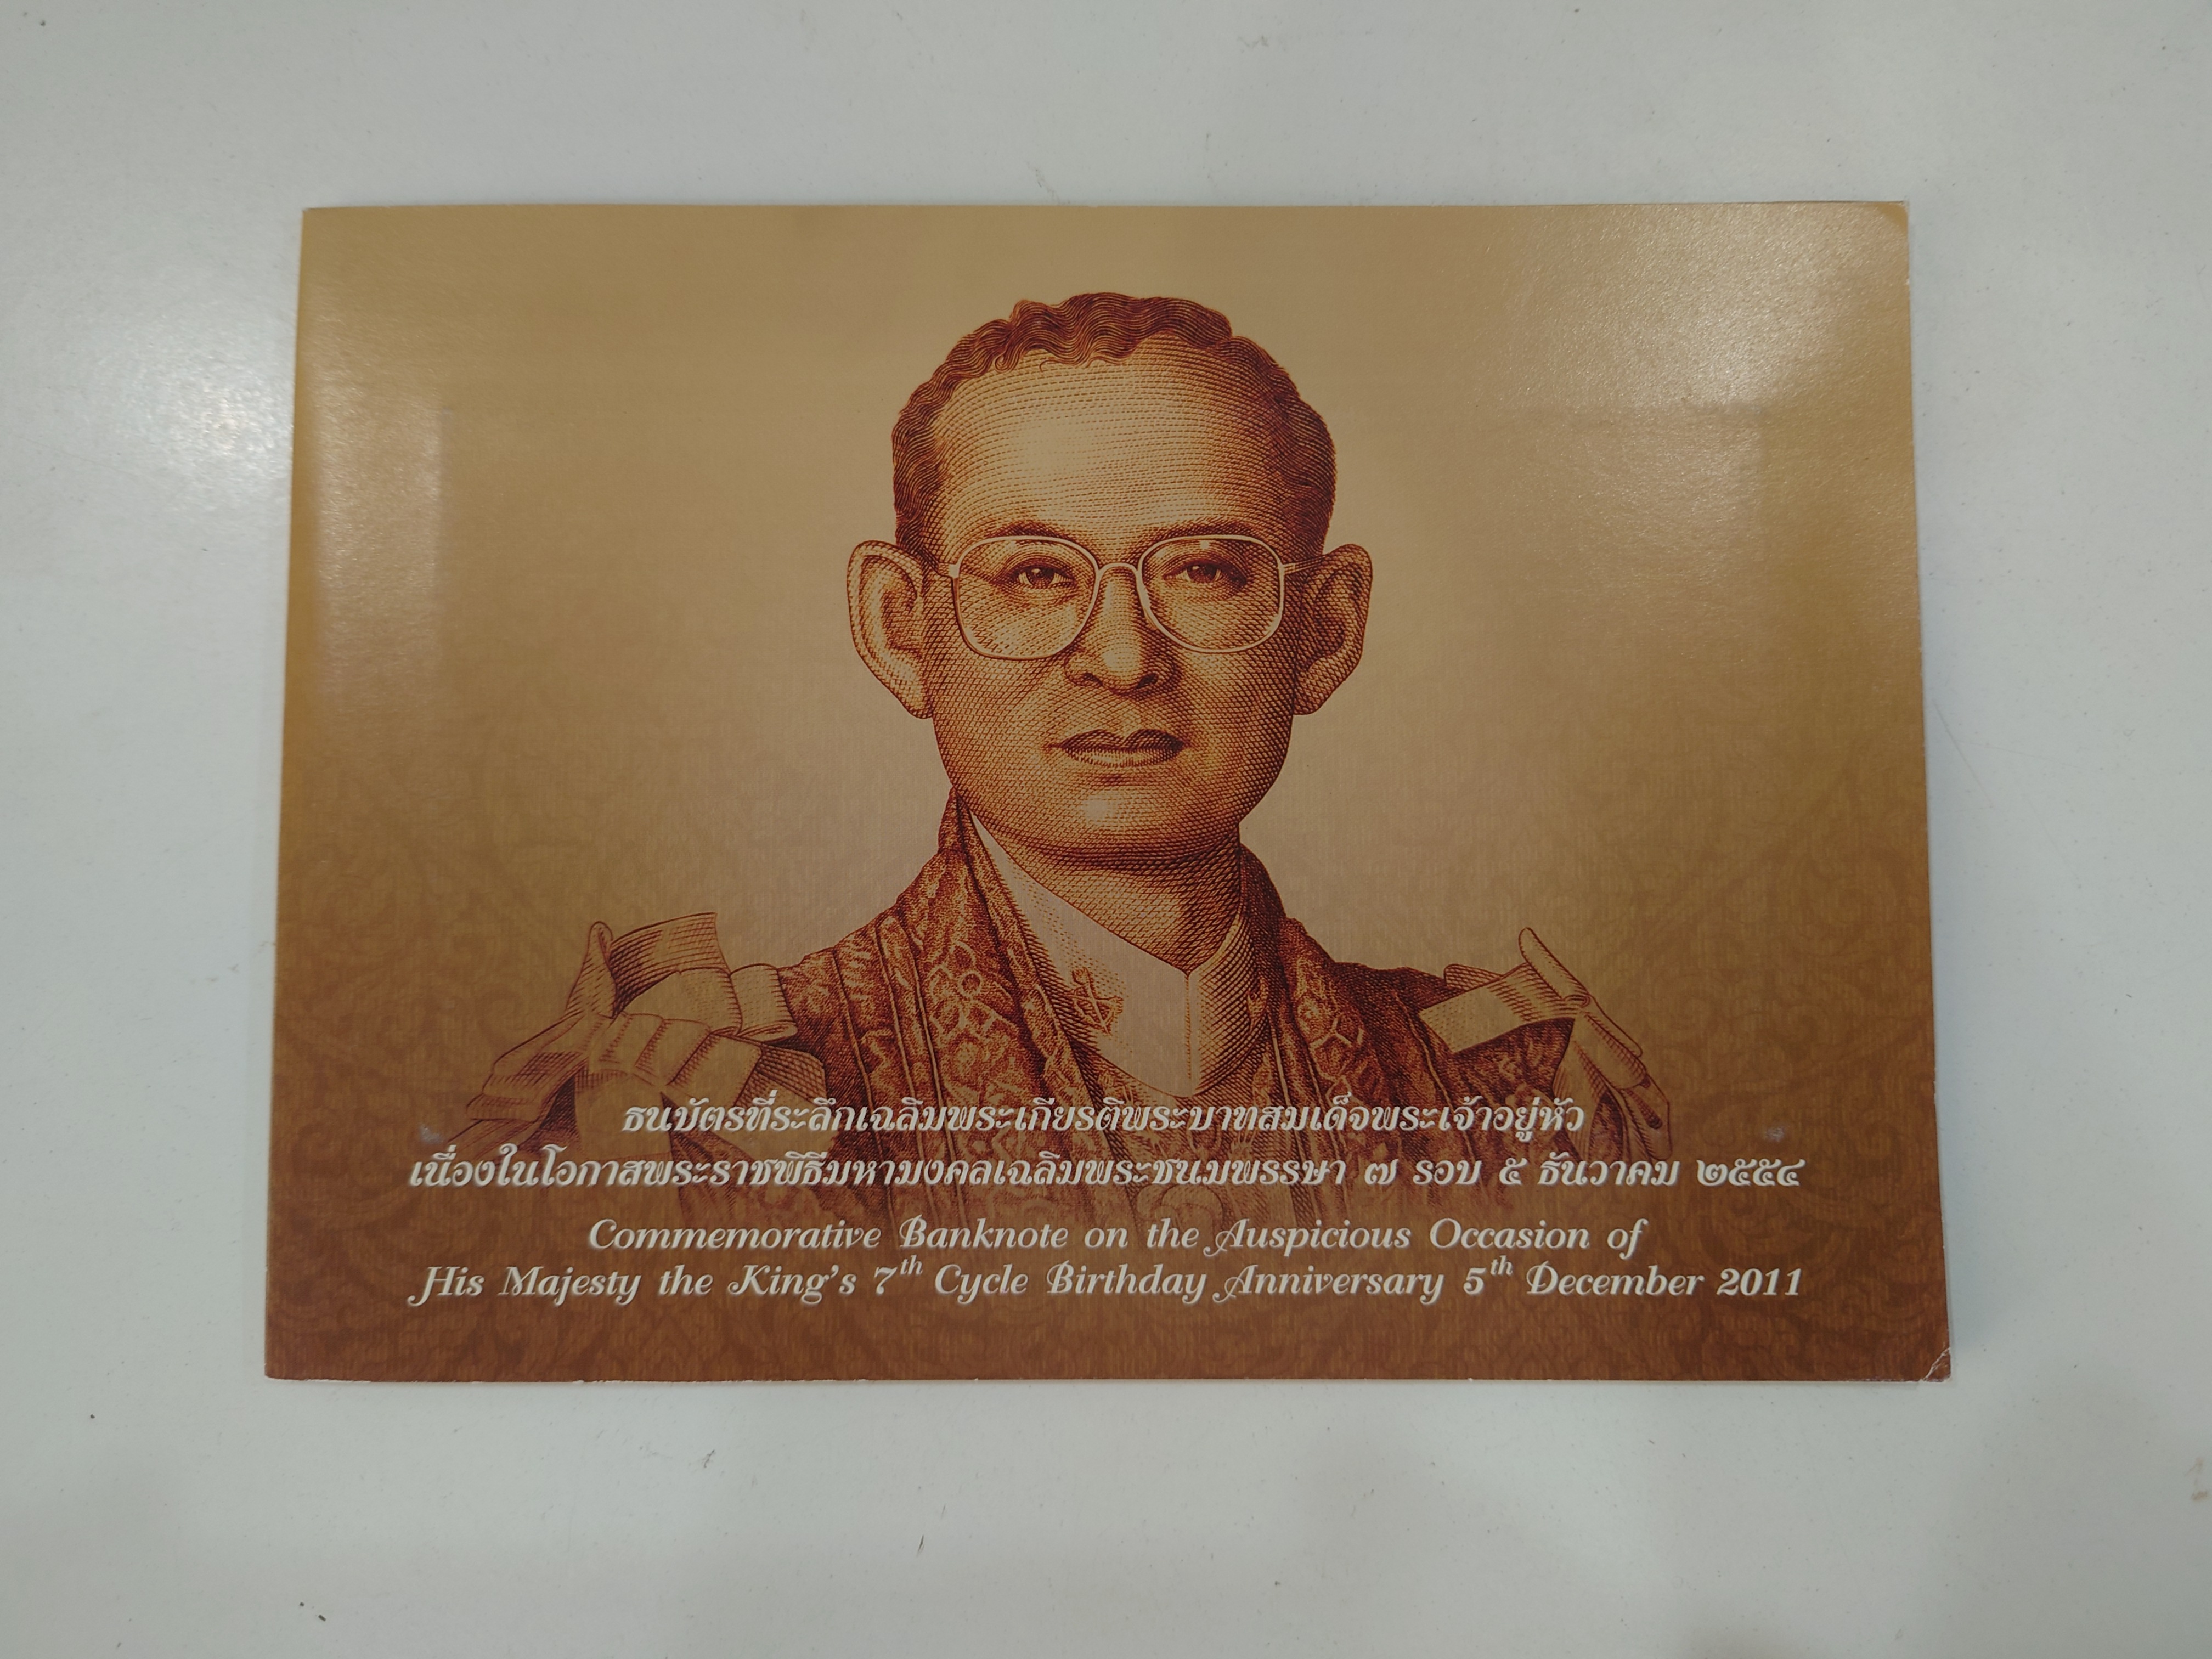 ธนบัตรที่ระลึกเฉลิมพระเกียรติพระบาทสมเด็จพระเจ้าอยู่หัว
เนื่องในโอกาสพระราชพิธีมหามงคลเฉลิมพระชนมพรรษา ๗ รอบ ๕ ธันวาคม ๒๕๕๔
Commemorative Banknote on the Auspicious Occasion of
His Majesty the King's 7th Cycle Birthday Anniversary 5th December 2011